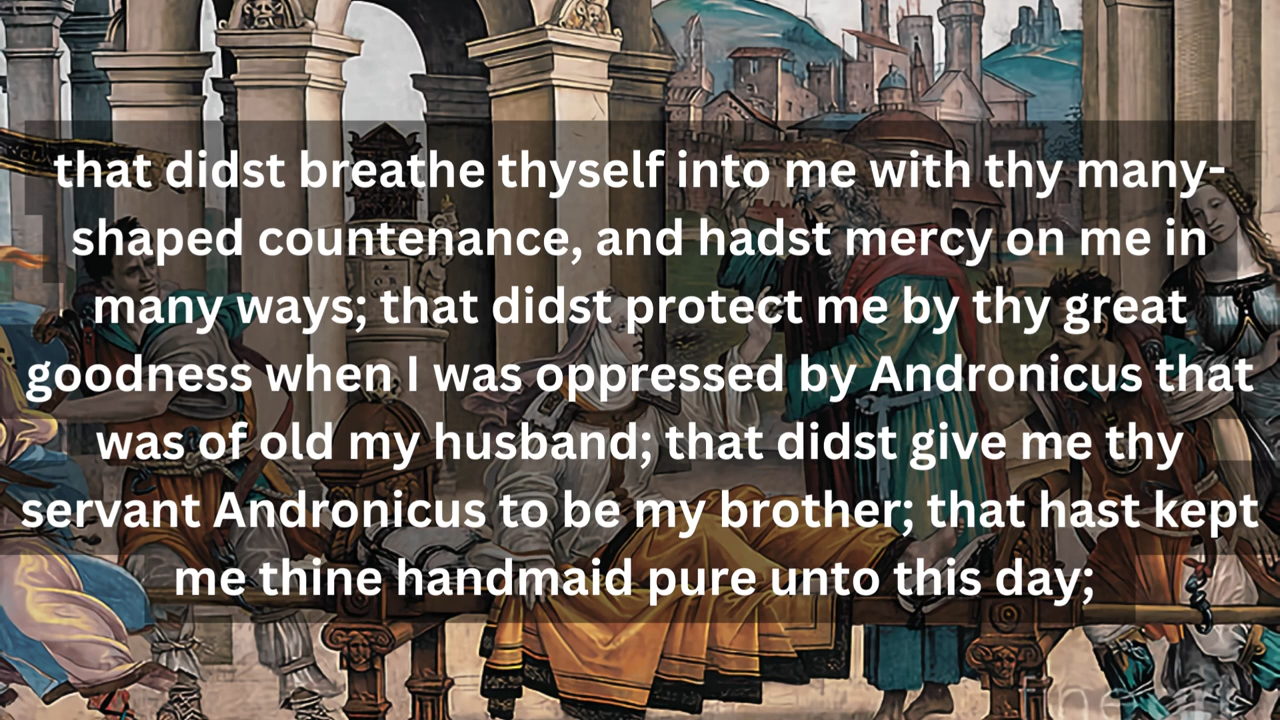 that didst breathe thyself into me with thy many-
shaped countenance, and hadst mercy on me in
many ways; that didst protect me by thy great
goodness when I was oppressed by Andronicus that
was of old my husband; that didst give me thy
servant Andronicus to be my brother; that hast kept
me thine handmaid pure unto this day;